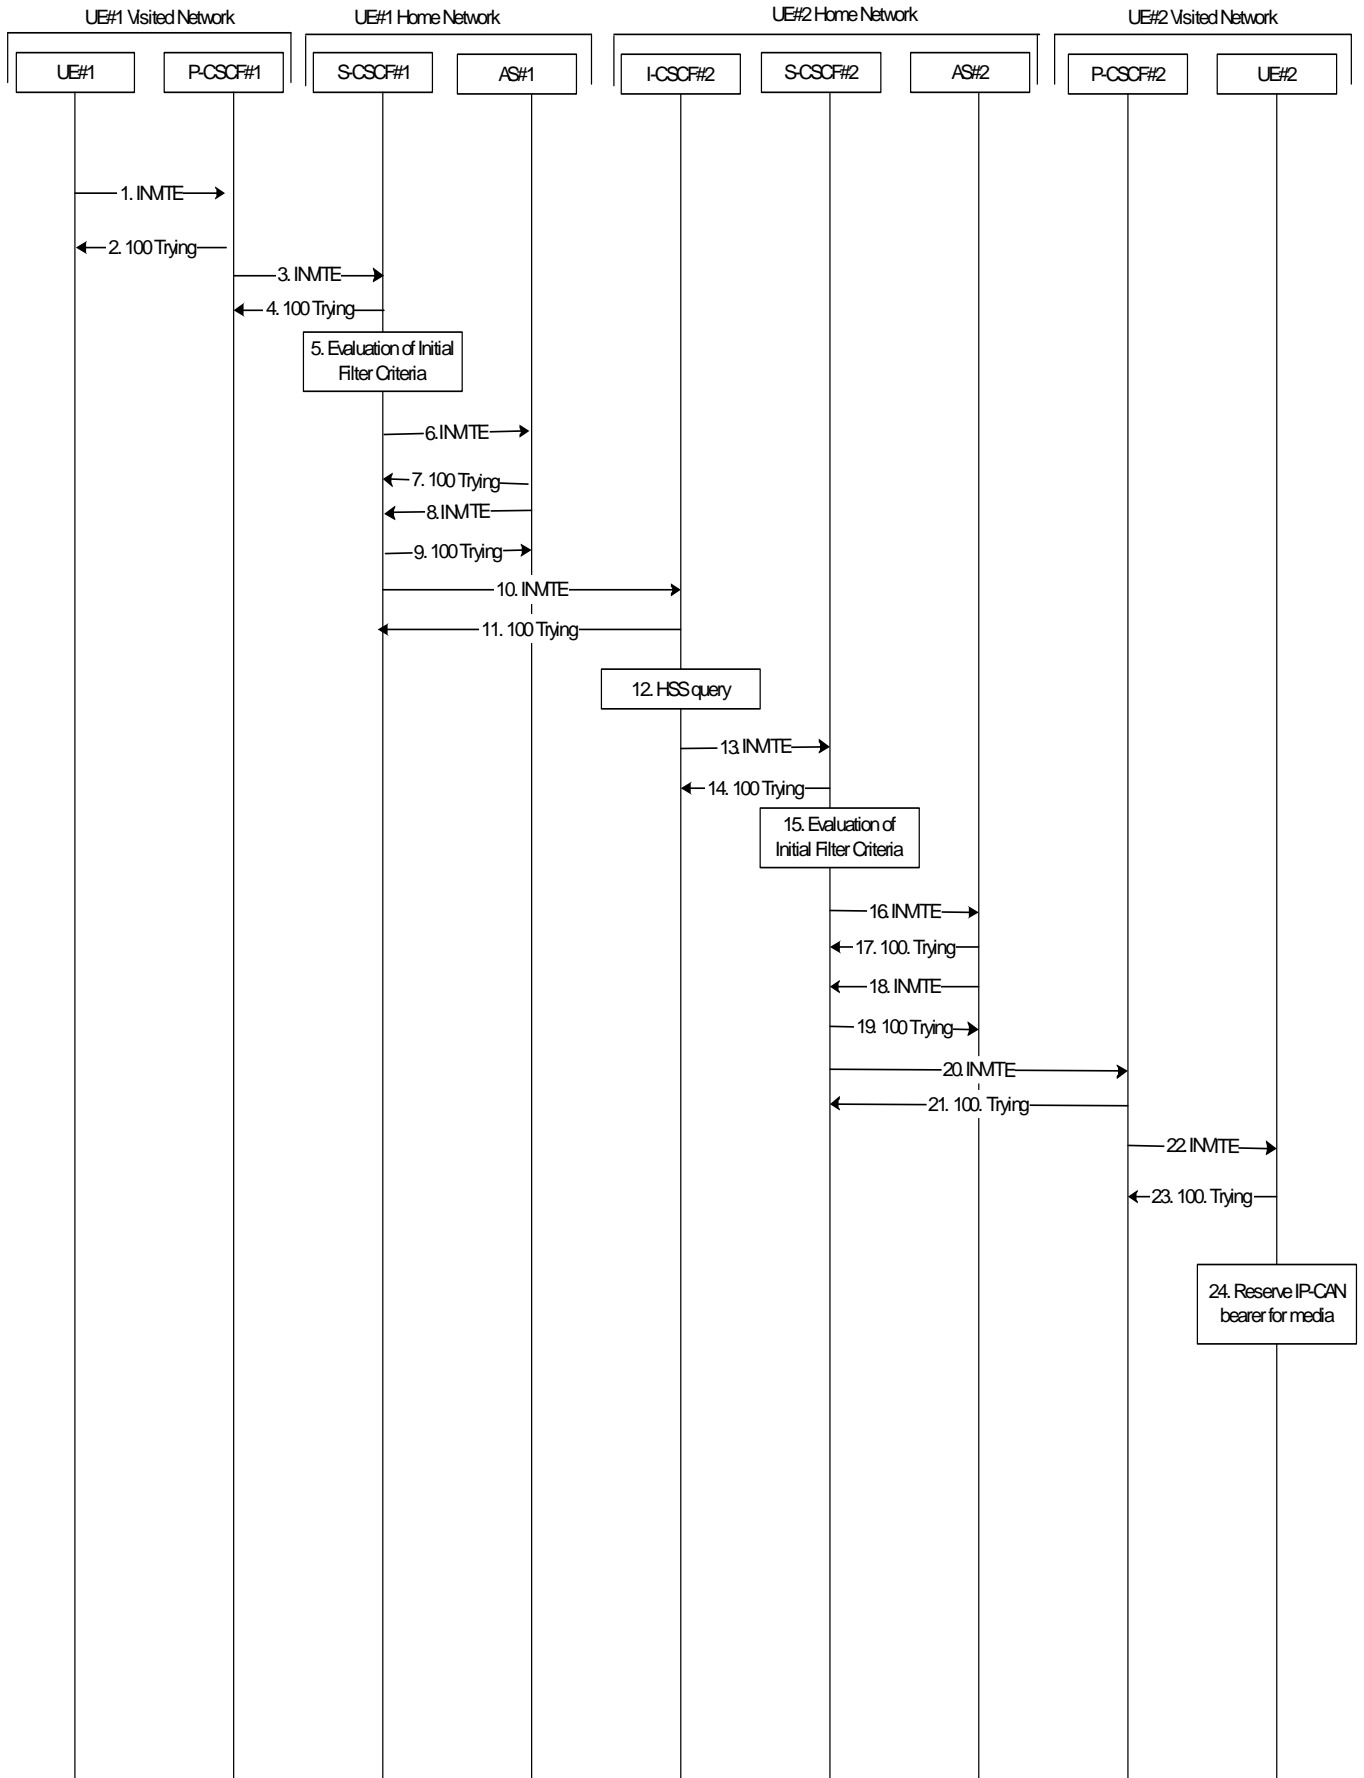 UE#1 Visited Network
UE#1 Home Network
UE#2 Home Network
UE#2 Visited Network
UE#1
P-CSCF#1
S-CSCF#1
AS#1
I-CSCF#2
S-CSCF#2
AS#2
P-CSCF#2
UE#2
1. INVITE
2. 100 Trying
3. INVITE
4. 100 Trying
5. Evaluation of Initial
Filter Criteria
6. INVITE
7. 100 Trying
8. INVITE
9. 100 Trying
10. INVITE
11. 100 Trying
12. HSS query
13. INVITE
14. 100 Trying
15. Evaluation of
Initial Filter Criteria
16. INVITE
17. 100. Trying
18. INVITE
19. 100 Trying
20. INVITE
21. 100. Trying
22. INVITE
23. 100. Trying
24. Reserve IP-CAN
bearer for media